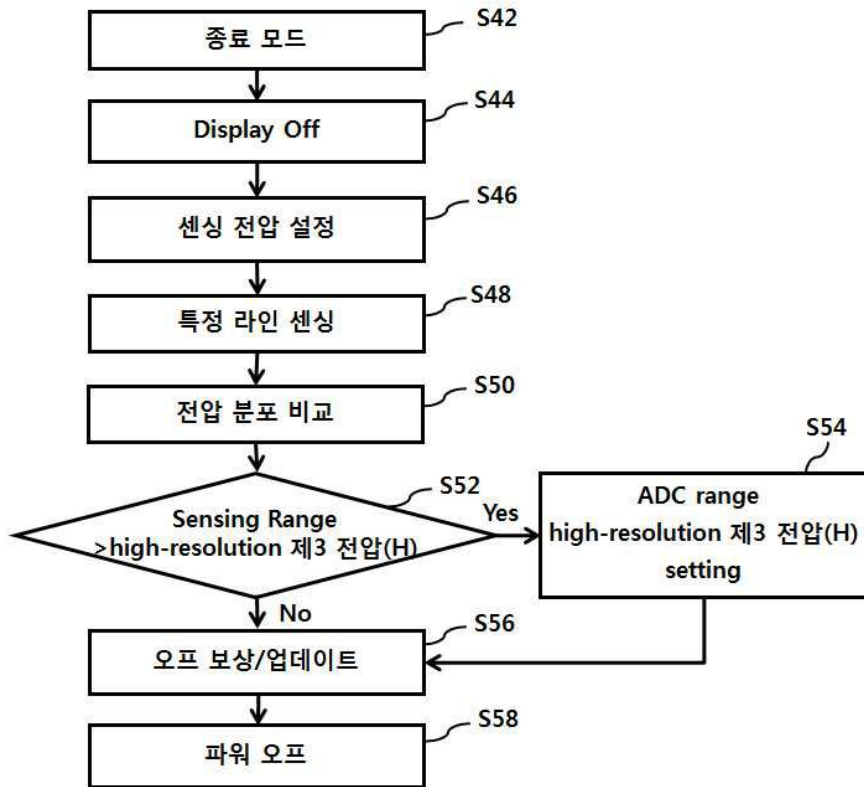 종료 모드
S42
Display Off
S44
센싱 전압 설정
S46
특정 라인 센싱
S48
전압 분포 비교
S50
Sensing Range
>high-resolution 제3 전압(H)
S52
Yes
ADC range
high-resolution 제3 전압(H)
setting
S54
No
오프 보상/업데이트
S56
파워 오프
S58